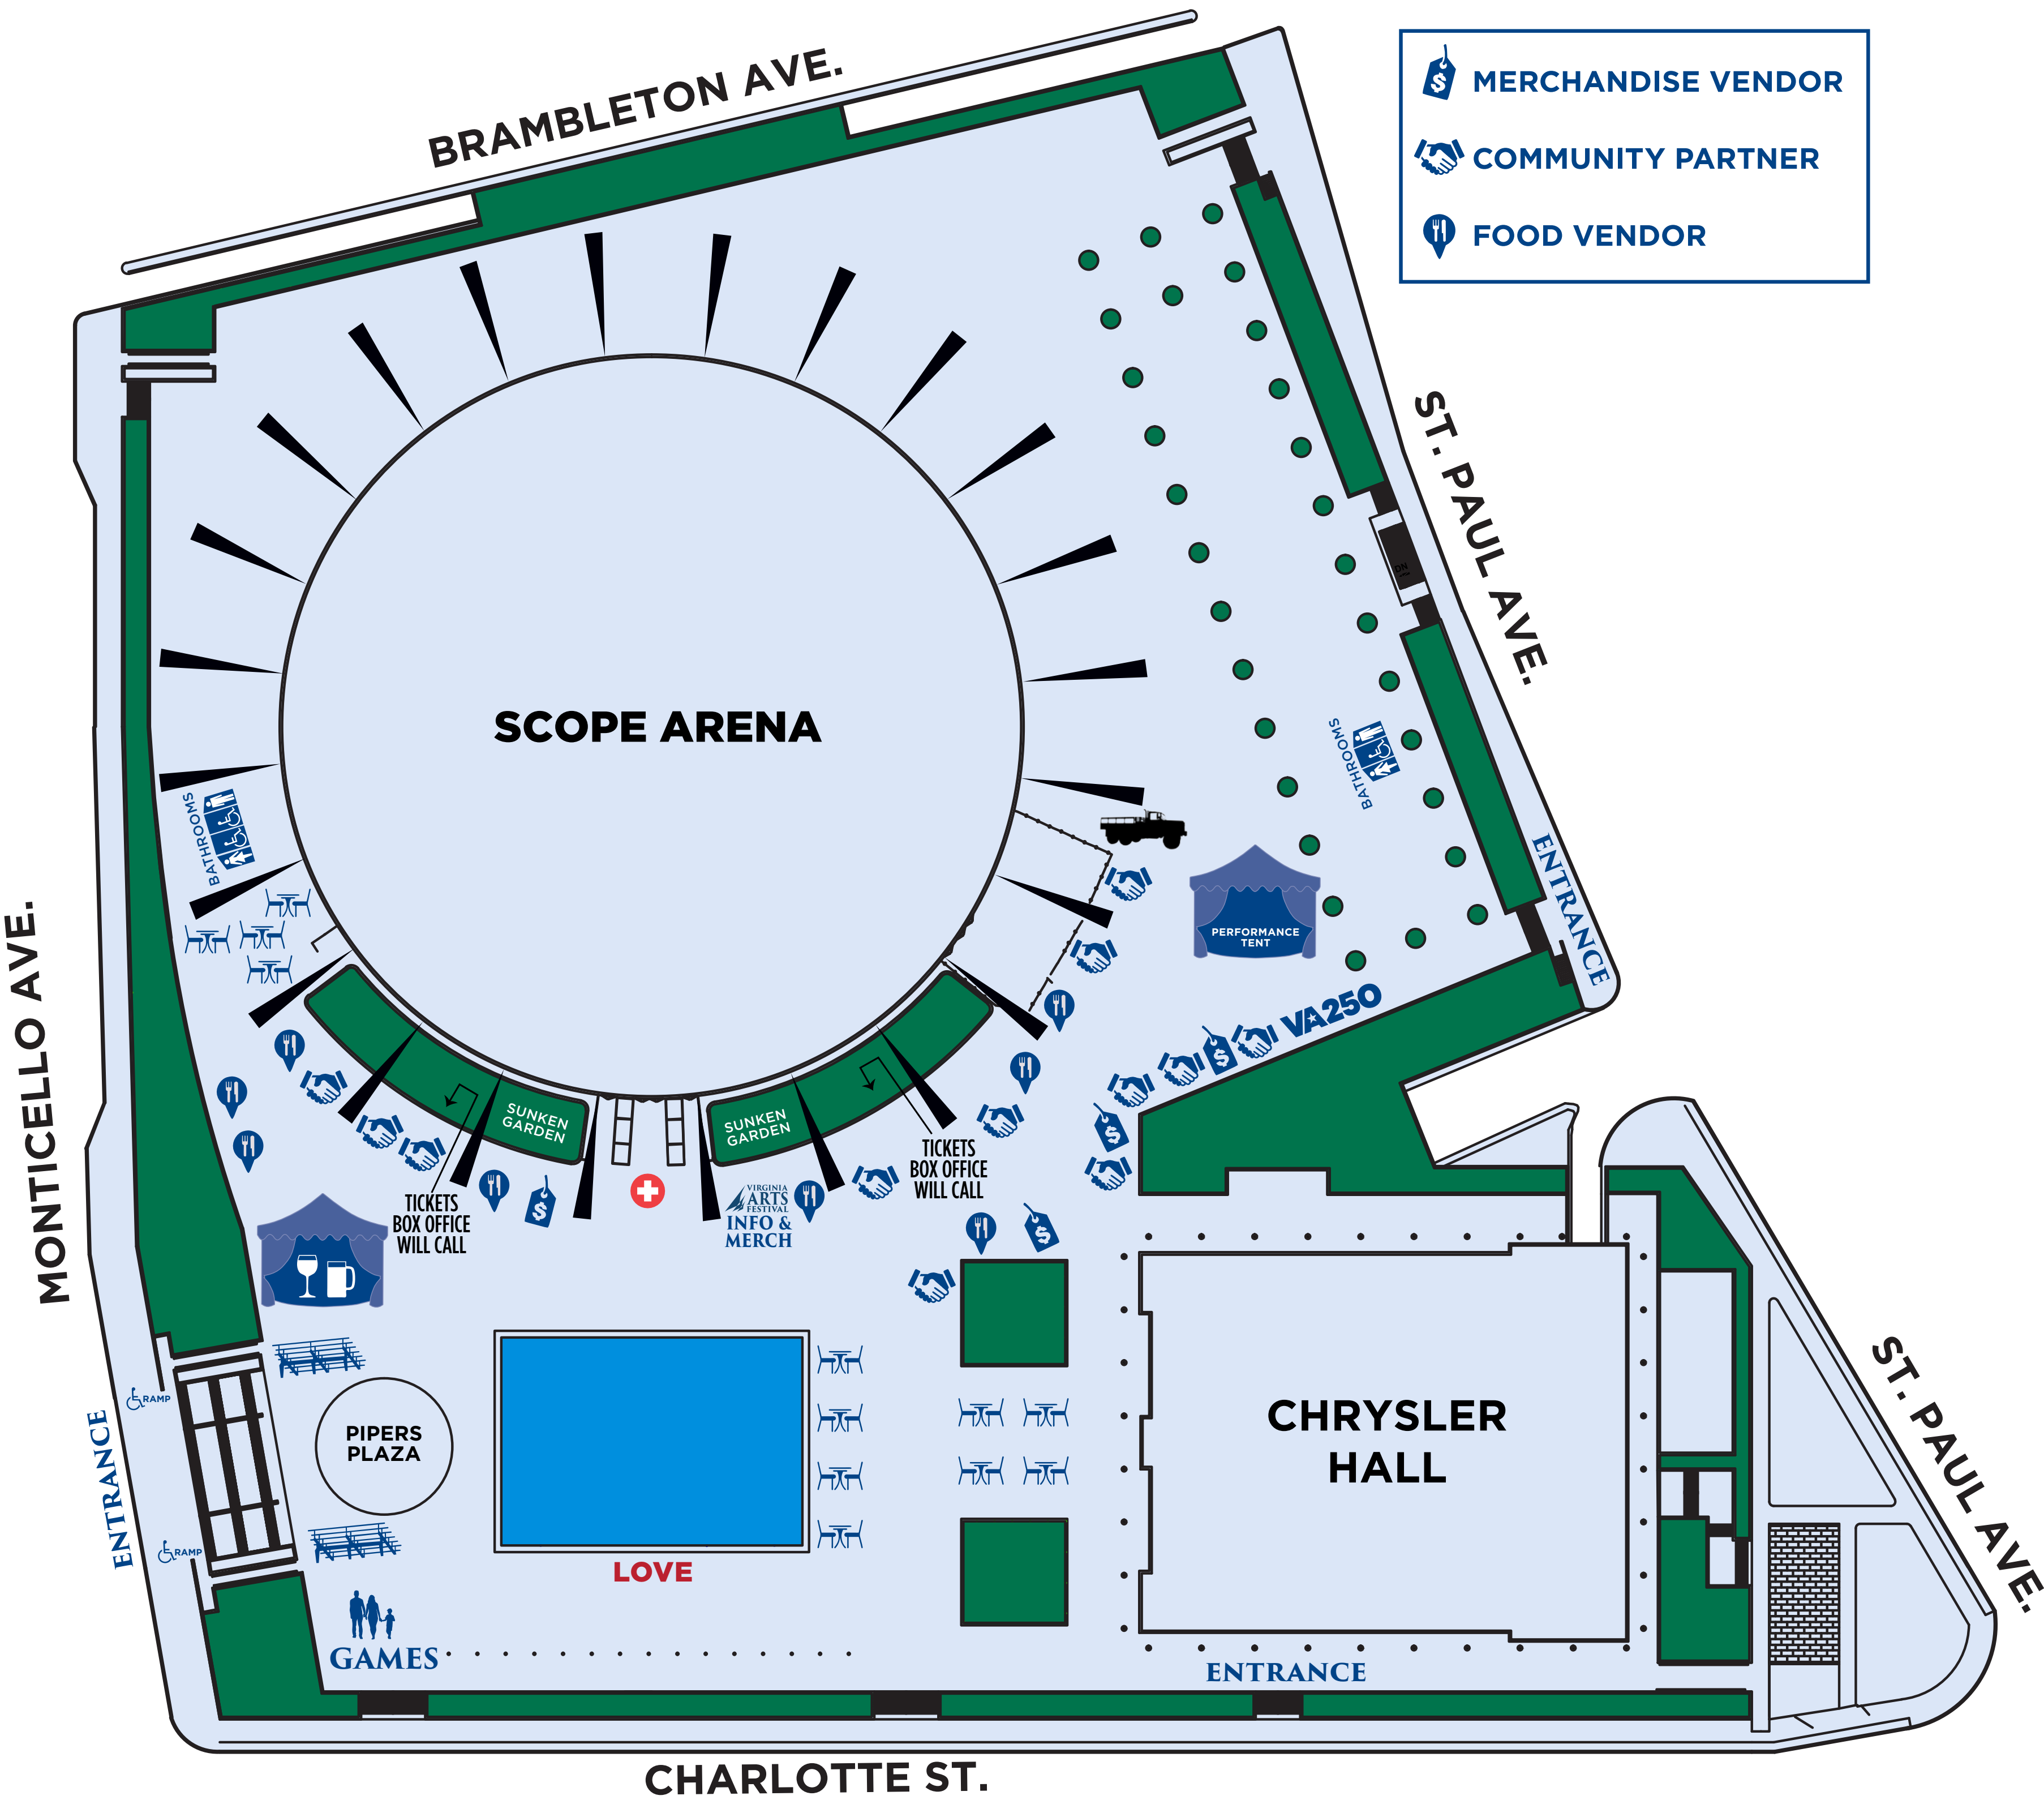 BRAMBLETON AVE.
MERCHANDISE VENDOR
COMMUNITY PARTNER
FOOD VENDOR
ST. PAUL AVE.
DN
SCOPE ARENA
BATHROOMS
BATHROOMS
ENTRANCE
PERFORMANCE
TENT
MONTICELLO AVE.
VA250
SUNKEN
GARDEN
SUNKEN
GARDEN
TICKETS
BOX OFFICE
WILL CALL
TICKETS
BOX OFFICE
WILL CALL
VIRGINIA
ARTS
FESTIVAL
INFO &
MERCH
RAMP
ENTRANCE
RAMP
PIPERS
PLAZA
CHRYSLER
HALL
ST. PAUL AVE.
LOVE
GAMES
ENTRANCE
CHARLOTTE ST.